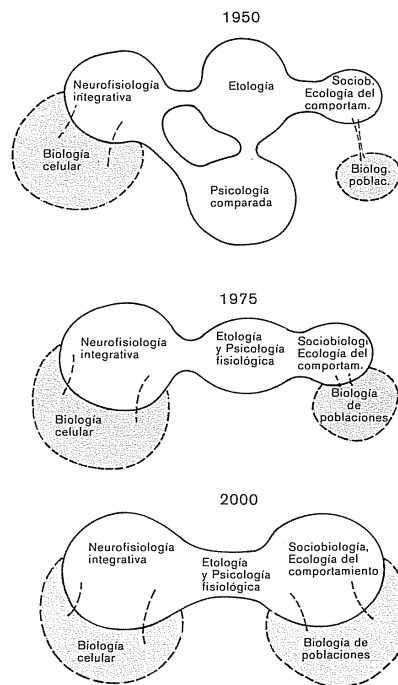 1950
Neurofisiología
integrativa
Etología
Sociob.
Ecología del
comportam.
Biología
celular
Psicología
comparada
Biolog.
poblac.
1975
Neurofisiología
integrativa
Etología
y Psicología
fisiológica
Sociobiologí
Ecología del
comportam.
Biología
celular
Biología
de
poblaciones
2000
Neurofisiología
integrativa
Etología
y Psicología
fisiológica
Sociobiología,
Ecología del
comportamiento
Biología
celular
Biología de
poblaciones